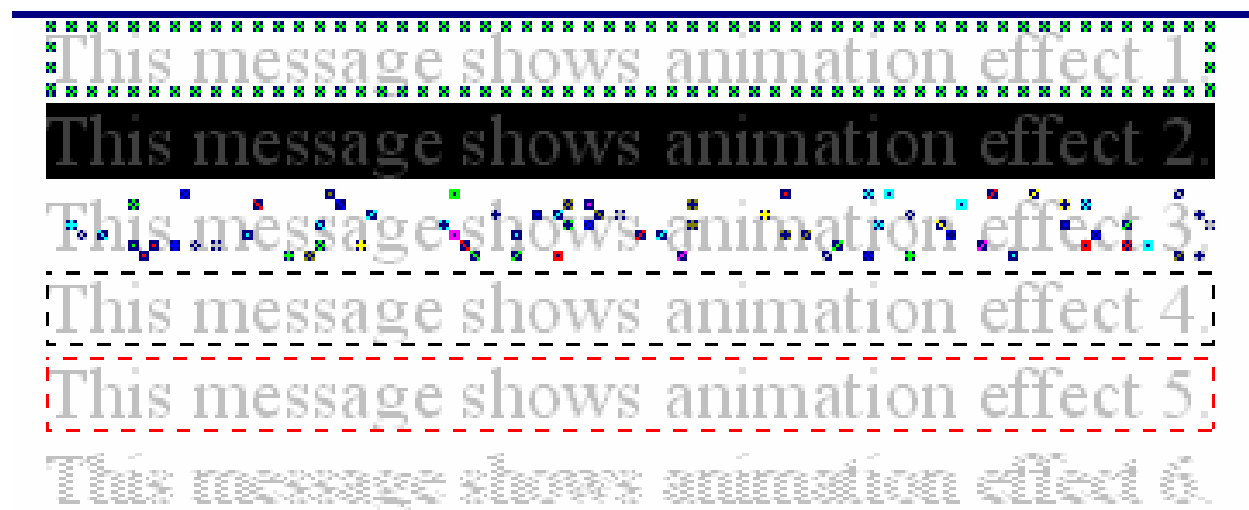 This message shows animation effect 1.
This message shows animation effect 2.
This message shows animation effect 3.
This message shows animation effect 4.
This message shows animation effect 5.
This message shows animation effect 6.